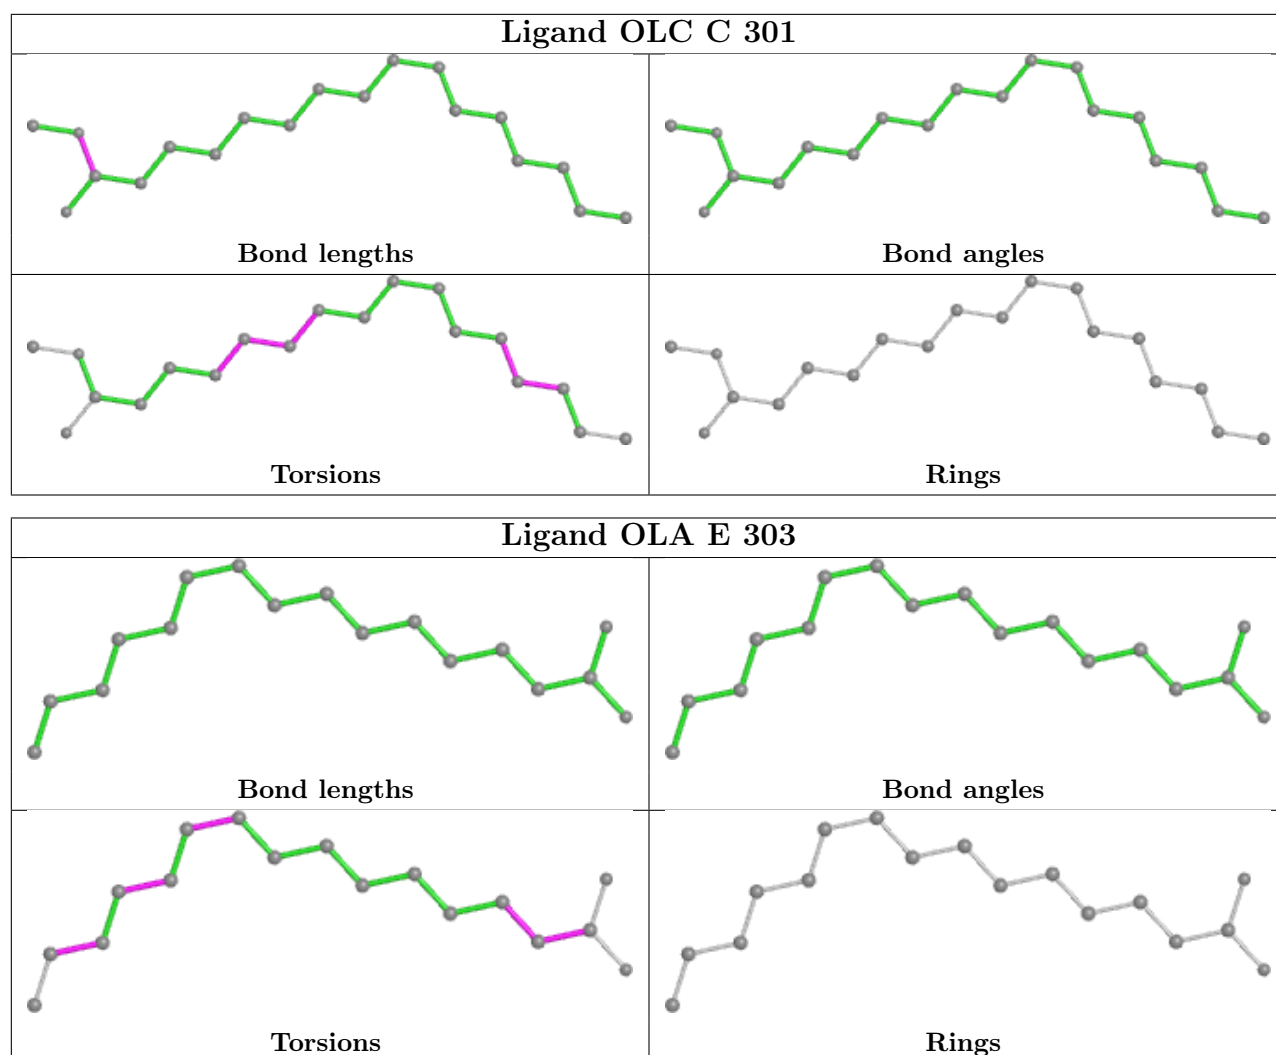 Ligand OLC C 301
Bond lengths
Bond angles
Torsions
Rings
Ligand OLA E 303
Bond lengths
Bond angles
Torsions
Rings